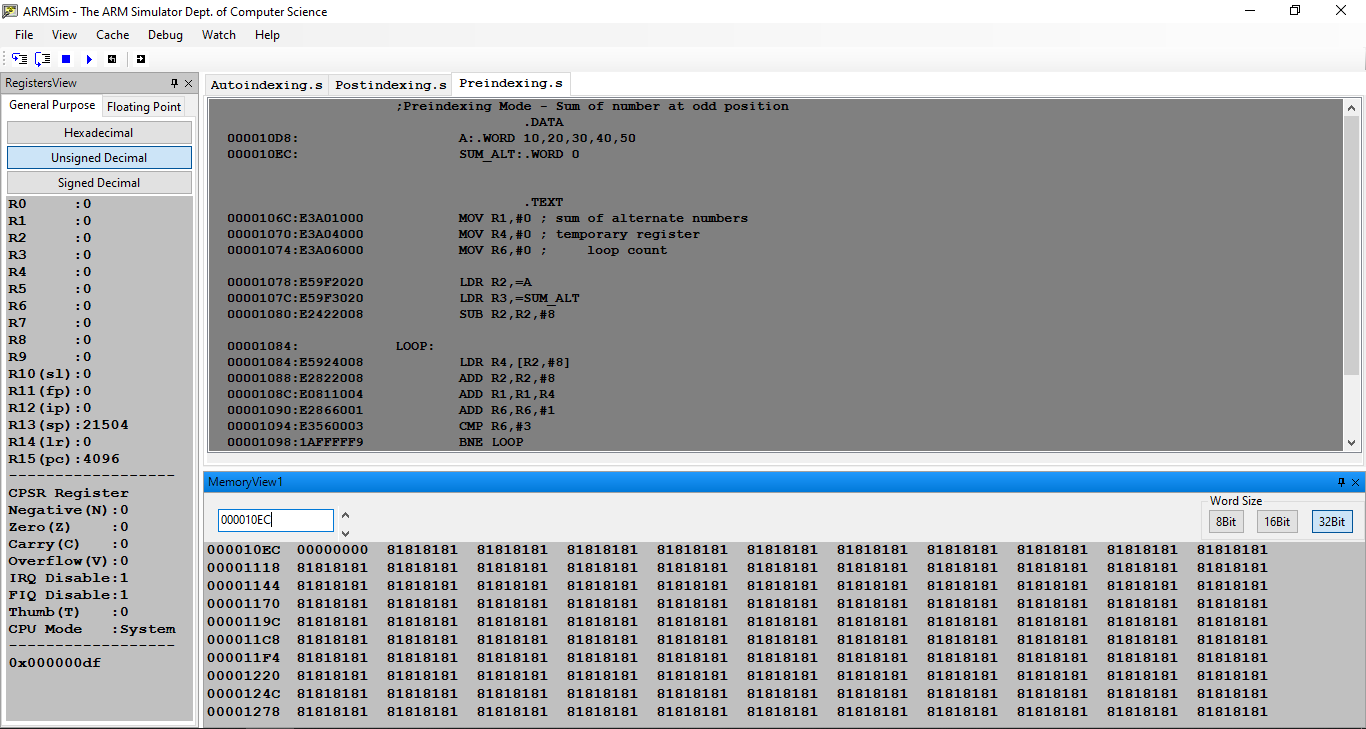 ARMSim - The ARM Simulator Dept. of Computer Science
File View Cache Debug Watch Help
RegistersView
General Purpose Floating Point
Hexadecimal
Unsigned Decimal
Signed Decimal
R0 :0
R1 :0
R2 :0
R3 :0
R4 :0
R5 :0
R6 :0
R7 :0
R8 :0
R9 :0
R10(sl):0
R11(fp):0
R12(ip):0
R13(sp):21504
R14(lr):0
R15(pc):4096
------------------
CPSR Register
Negative(N):0
Zero(Z) :0
Carry(C) :0
Overflow(V):0
IRQ Disable:1
FIQ Disable:1
Thumb(T) :0
CPU Mode :System
------------------
0x000000df
Autoindexing.s Postindexing.s Preindexing.s
;Preindexing Mode - Sum of number at odd position
.DATA
000010D8: A:.WORD 10,20,30,40,50
000010EC: SUM_ALT:.WORD 0
.TEXT
0000106C:E3A01000 MOV R1,#0 ; sum of alternate numbers
00001070:E3A04000 MOV R4,#0 ; temporary register
00001074:E3A06000 MOV R6,#0 ; loop count
00001078:E59F2020 LDR R2,=A
0000107C:E59F3020 LDR R3,=SUM_ALT
00001080:E2422008 SUB R2,R2,#8
00001084: LOOP:
00001084:E5924008 LDR R4,[R2,#8]
00001088:E2822008 ADD R2,R2,#8
0000108C:E0811004 ADD R1,R1,R4
00001090:E2866001 ADD R6,R6,#1
00001094:E3560003 CMP R6,#3
00001098:1AFFFFF9 BNE LOOP
MemoryView1
000010EC
Word Size
8Bit 16Bit 32Bit
000010EC 00000000 81818181 81818181 81818181 81818181 81818181 81818181 81818181 81818181 81818181 81818181
00001118 81818181 81818181 81818181 81818181 81818181 81818181 81818181 81818181 81818181 81818181 81818181
00001144 81818181 81818181 81818181 81818181 81818181 81818181 81818181 81818181 81818181 81818181 81818181
00001170 81818181 81818181 81818181 81818181 81818181 81818181 81818181 81818181 81818181 81818181 81818181
0000119C 81818181 81818181 81818181 81818181 81818181 81818181 81818181 81818181 81818181 81818181 81818181
000011C8 81818181 81818181 81818181 81818181 81818181 81818181 81818181 81818181 81818181 81818181 81818181
000011F4 81818181 81818181 81818181 81818181 81818181 81818181 81818181 81818181 81818181 81818181 81818181
00001220 81818181 81818181 81818181 81818181 81818181 81818181 81818181 81818181 81818181 81818181 81818181
0000124C 81818181 81818181 81818181 81818181 81818181 81818181 81818181 81818181 81818181 81818181 81818181
00001278 81818181 81818181 81818181 81818181 81818181 81818181 81818181 81818181 81818181 81818181 81818181